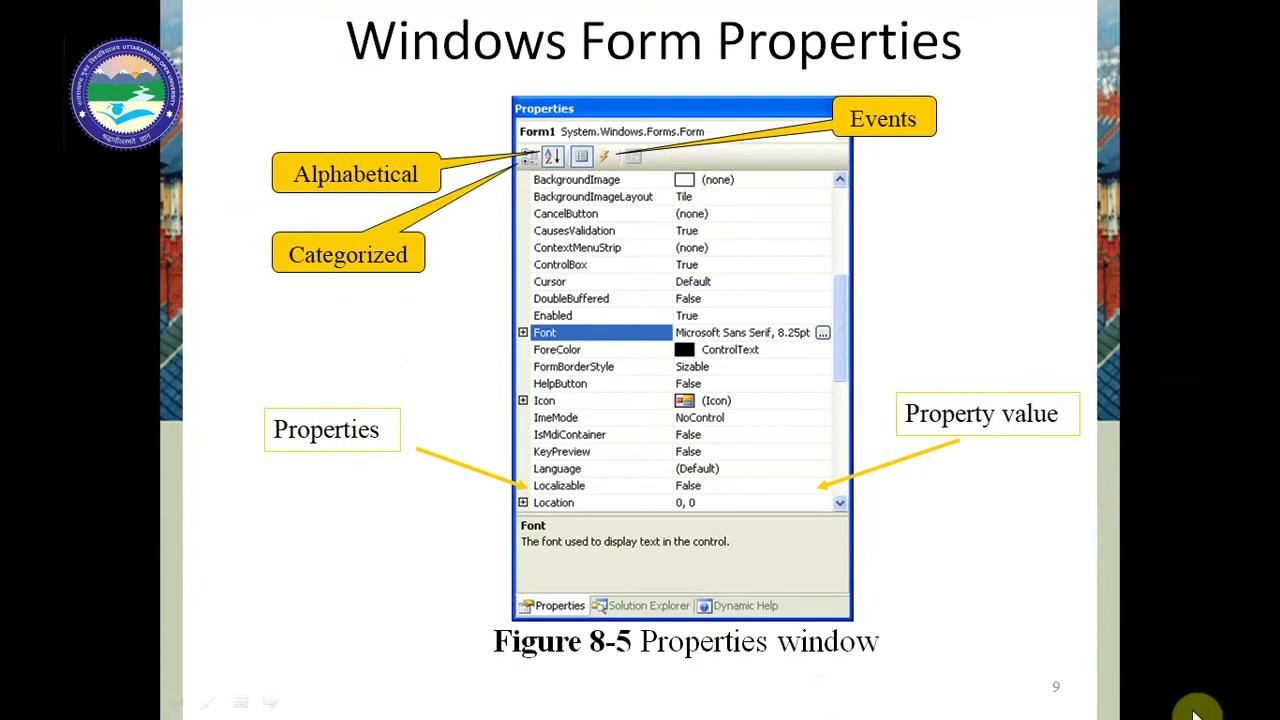 Windows Form Properties
UTTARAKHAND OPEN UNIVERSITY
Properties
Form1 System.Windows.Forms.Form
Events
Alphabetical
Categorized
BackgroundImage (none)
BackgroundImageLayout Tile
CancelButton (none)
CausesValidation True
ContextMenuStrip (none)
ControlBox True
Cursor Default
DoubleBuffered False
Enabled True
Font Microsoft Sans Serif, 8.25pt ...
ForeColor ControlText
FormBorderStyle Sizable
HelpButton False
Icon (Icon)
ImeMode NoControl
IsMdiContainer False
KeyPreview False
Language (Default)
Localizable False
Location 0, 0
Properties
Property value
Font
The font used to display text in the control.
Properties Solution Explorer Dynamic Help
Figure 8-5 Properties window
9